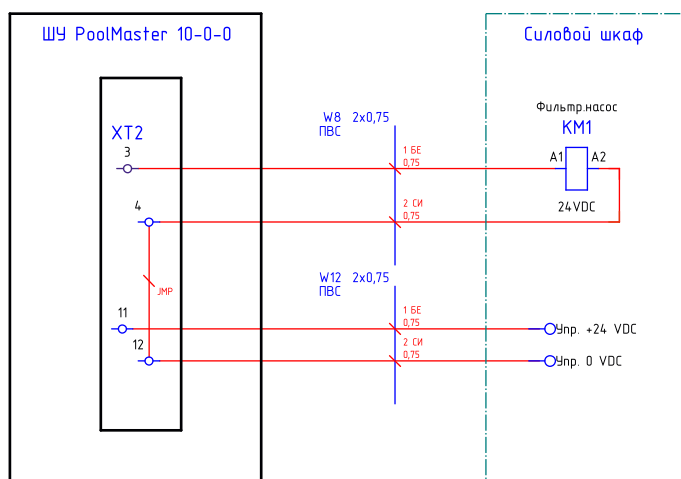 ШУ PoolMaster 10-0-0
Силовой шкаф
XT2
W8 2x0,75
ПВС
Фильтр.насос
KM1
3
1 БЕ
0,75
A1
A2
4
2 СИ
0,75
24VDC
JMP
W12 2x0,75
ПВС
11
1 БЕ
0,75
Упр. +24 VDC
12
2 СИ
0,75
Упр. 0 VDC